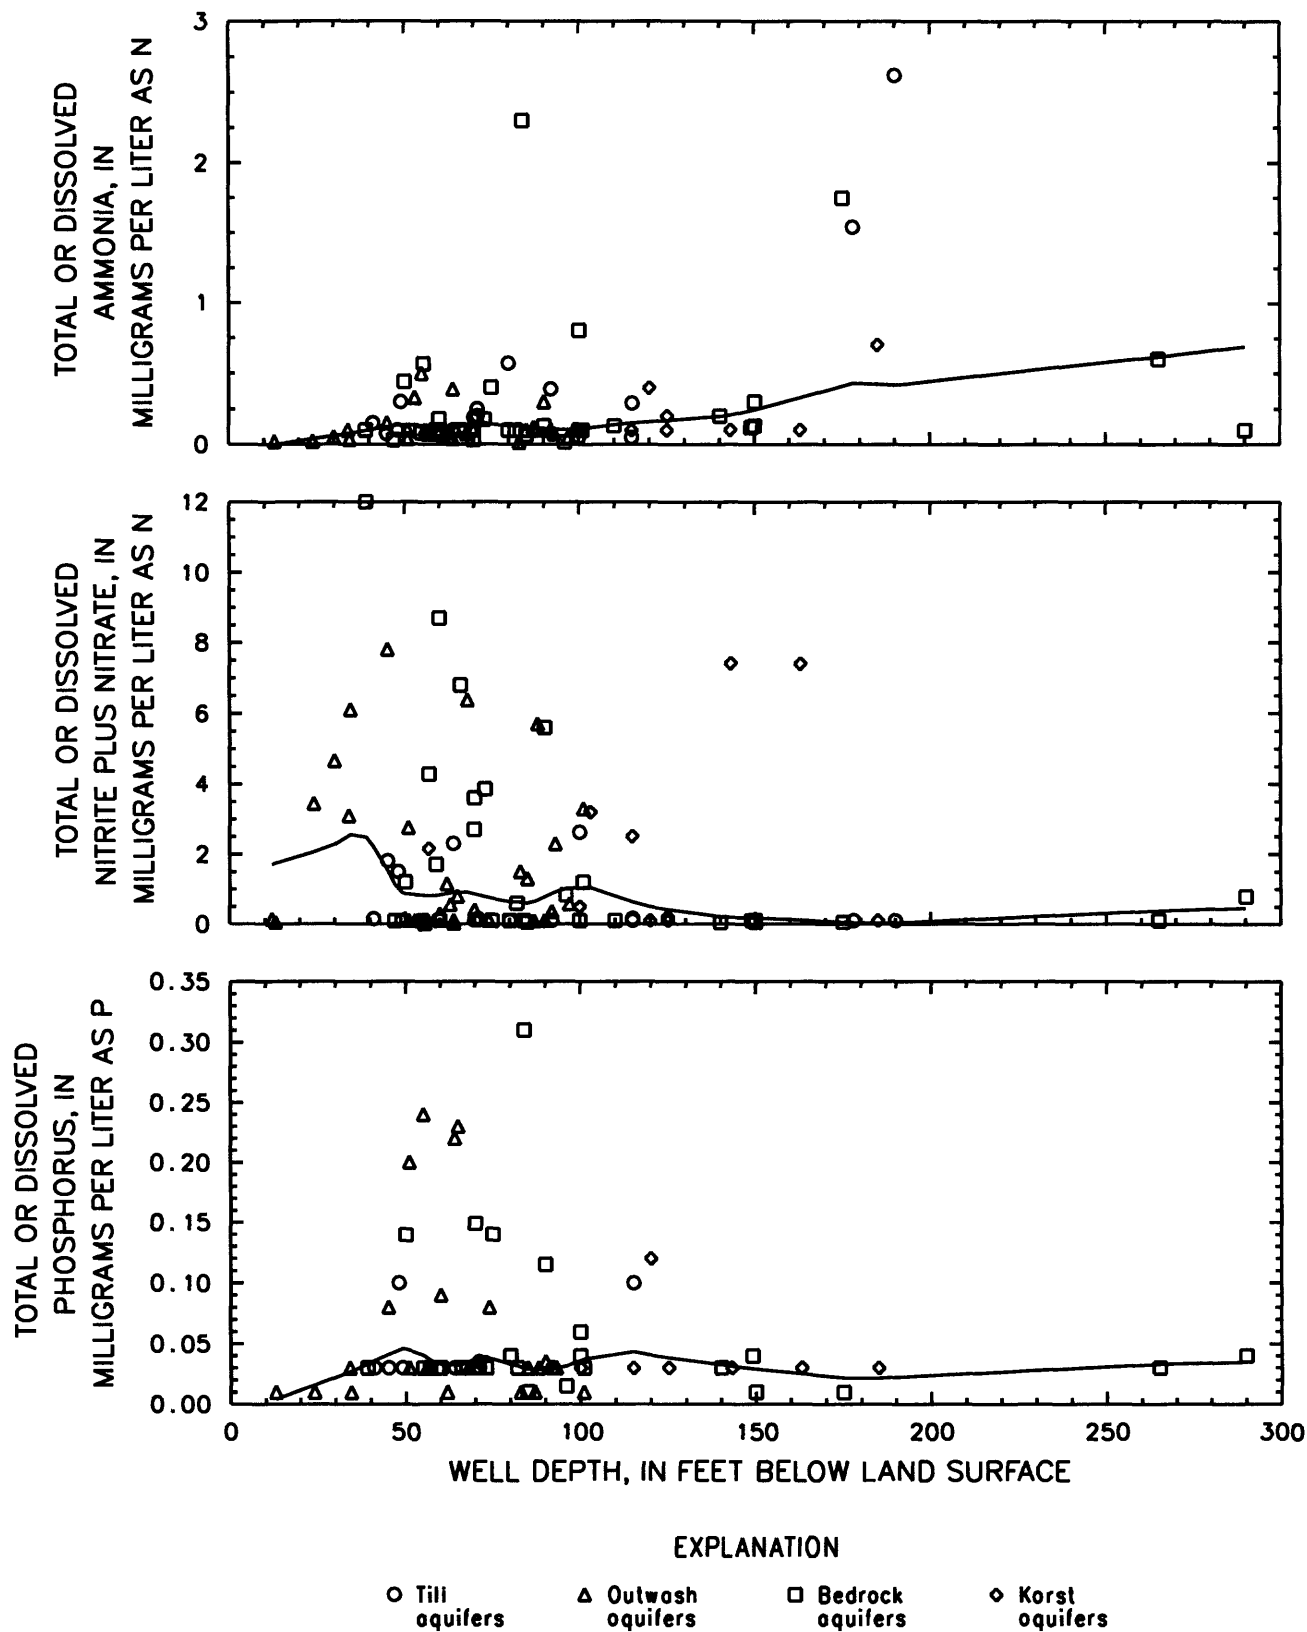 TOTAL OR DISSOLVED
AMMONIA, IN
MILLIGRAMS PER LITER AS N
3
2
1
0
TOTAL OR DISSOLVED
NITRITE PLUS NITRATE, IN
MILLIGRAMS PER LITER AS N
12
10
8
6
4
2
0
TOTAL OR DISSOLVED
PHOSPHORUS, IN
MILLIGRAMS PER LITER AS P
0.35
0.30
0.25
0.20
0.15
0.10
0.05
0.00
0 50 100 150 200 250 300
WELL DEPTH, IN FEET BELOW LAND SURFACE
EXPLANATION
Till Outwash Bedrock Karst
aquifers aquifers aquifers aquifers